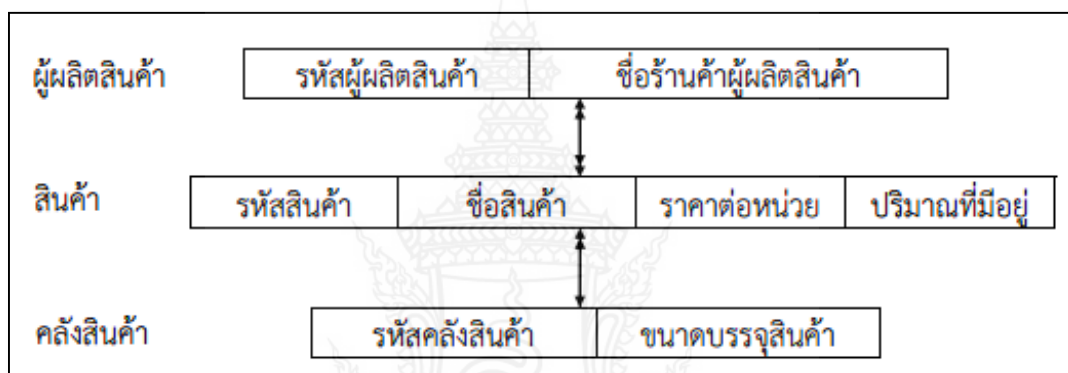 ผู้ผลิตสินค้า รหัสผู้ผลิตสินค้า ชื่อร้านค้าผู้ผลิตสินค้า
สินค้า รหัสสินค้า ชื่อสินค้า ราคาต่อหน่วย ปริมาณที่มีอยู่
คลังสินค้า รหัสคลังสินค้า ขนาดบรรจุสินค้า